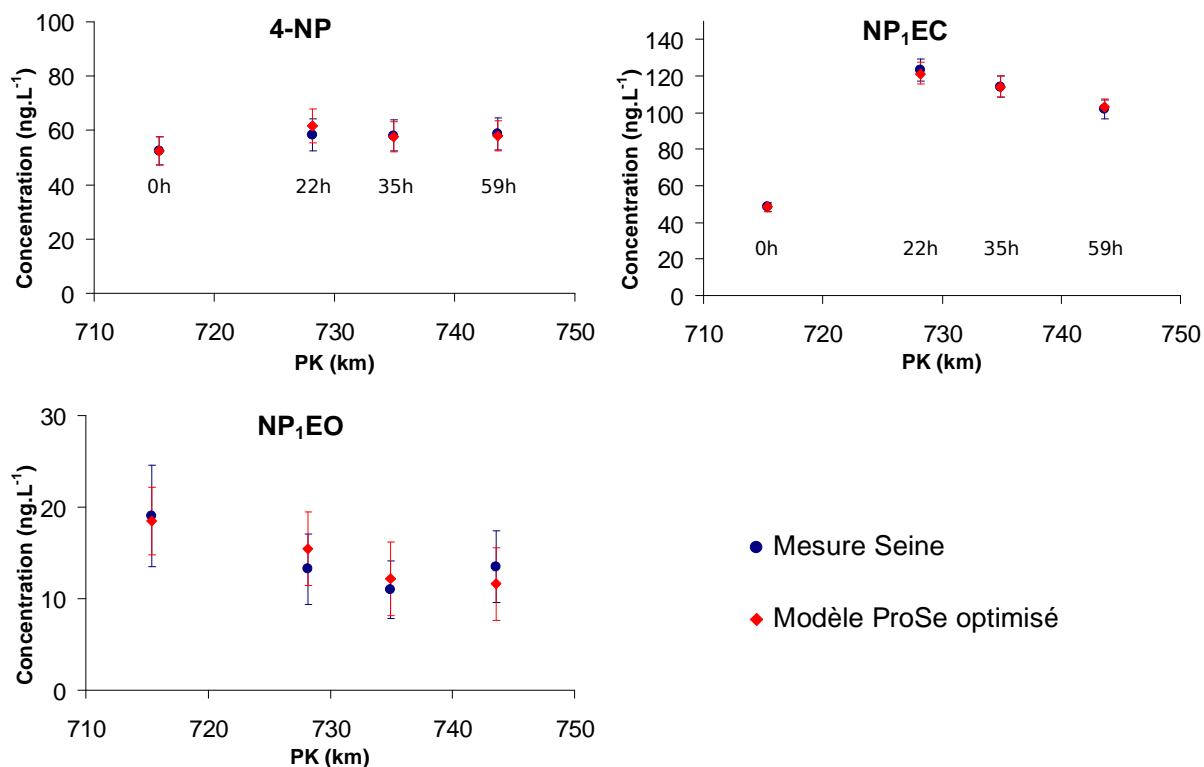 4-NP
Concentration (ng.L⁻¹)
100
80
60
40
20
0
0h 22h 35h 59h
710 720 730 740 750
PK (km)
NP₁EC
Concentration (ng.L⁻¹)
140
120
100
80
60
40
20
0
0h 22h 35h 59h
710 720 730 740 750
PK (km)
NP₁EO
Concentration (ng.L⁻¹)
30
20
10
0
710 720 730 740 750
PK (km)
Mesure Seine
Modèle ProSe optimisé